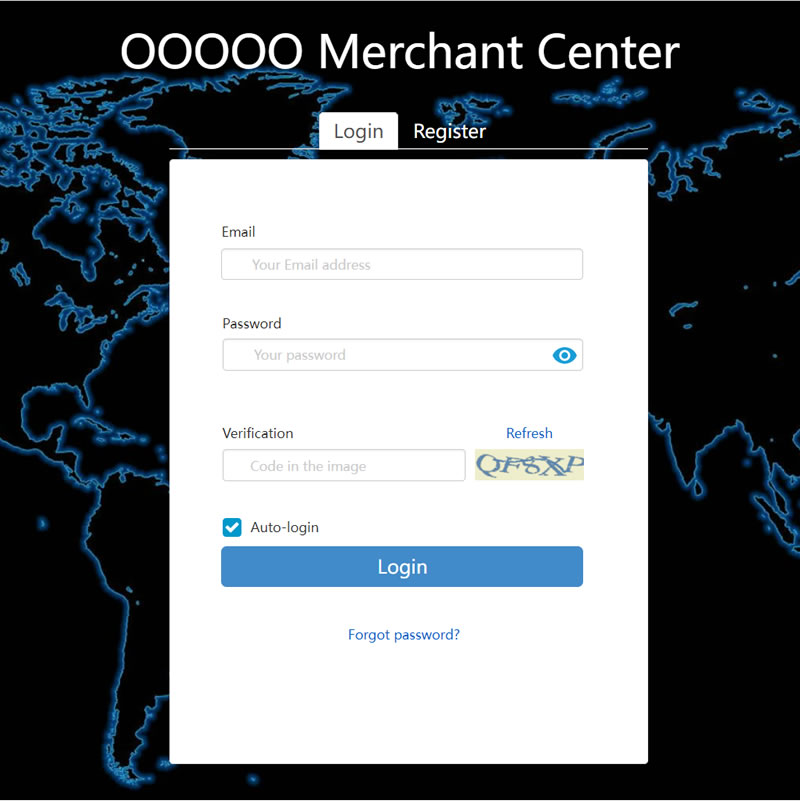 OOOOO Merchant Center
Login Register
Email
Your Email address
Password
Your password
Verification Refresh
Code in the image
Auto-login
Login
Forgot password?